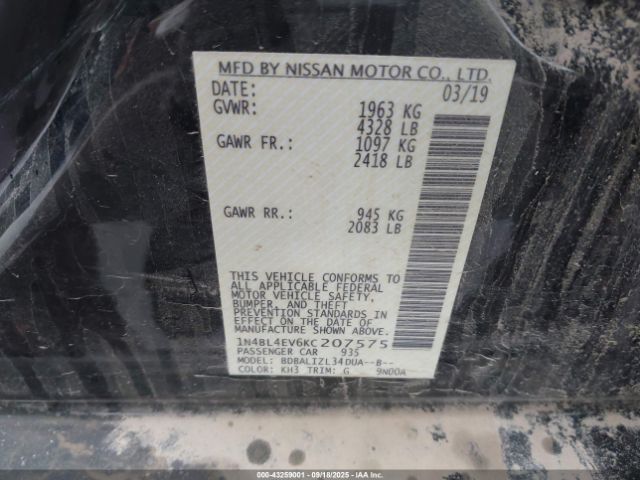 MFD BY NISSAN MOTOR CO., LTD.
DATE: 03/19
GVWR: 1963 KG
4328 LB
GAWR FR.: 1097 KG
2418 LB
GAWR RR.: 945 KG
2083 LB
THIS VEHICLE CONFORMS TO
ALL APPLICABLE FEDERAL
MOTOR VEHICLE SAFETY,
BUMPER, AND THEFT
PREVENTION STANDARDS IN
EFFECT ON THE DATE OF
MANUFACTURE SHOWN ABOVE.
1N4BL4EV6KC207575
PASSENGER CAR 935
MODEL: BDBALIZL34DUA--B--
COLOR: KH3 TRIM: G 9N00A
000-43259001 - 09/18/2025 - IAA, Inc.